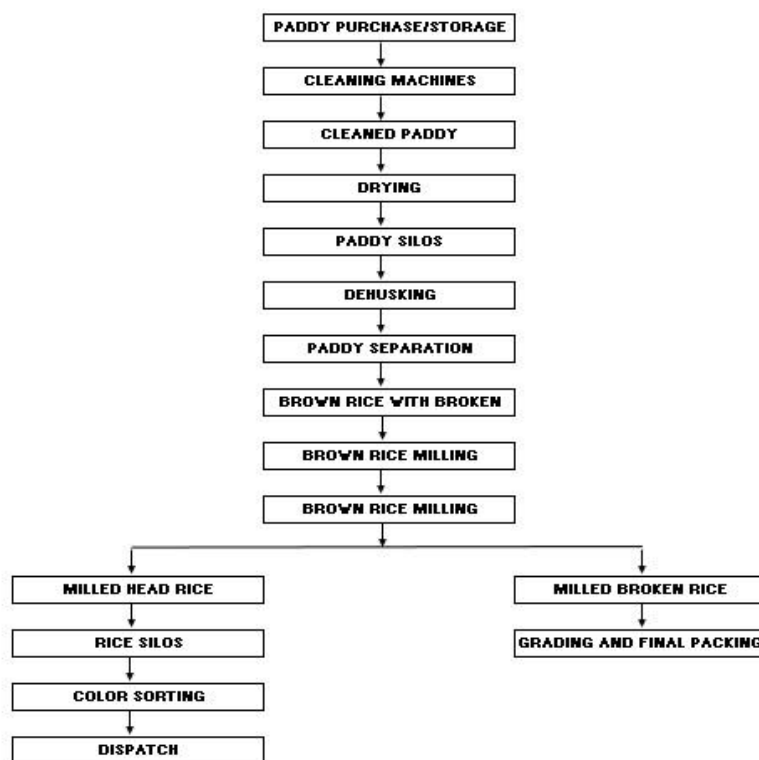 PADDY PURCHASE/STORAGE
CLEANING MACHINES
CLEANED PADDY
DRYING
PADDY SILOS
DEHUSKING
PADDY SEPARATION
BROWN RICE WITH BROKEN
BROWN RICE MILLING
BROWN RICE MILLING
MILLED HEAD RICE
RICE SILOS
COLOR SORTING
DISPATCH
MILLED BROKEN RICE
GRADING AND FINAL PACKING